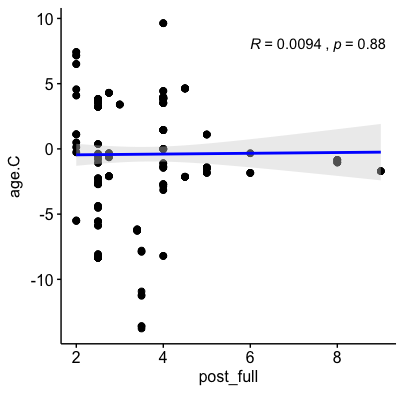 10
R = 0.0094 , p = 0.88
5
0
-5
-10
age.C
2 4 6 8
post_full